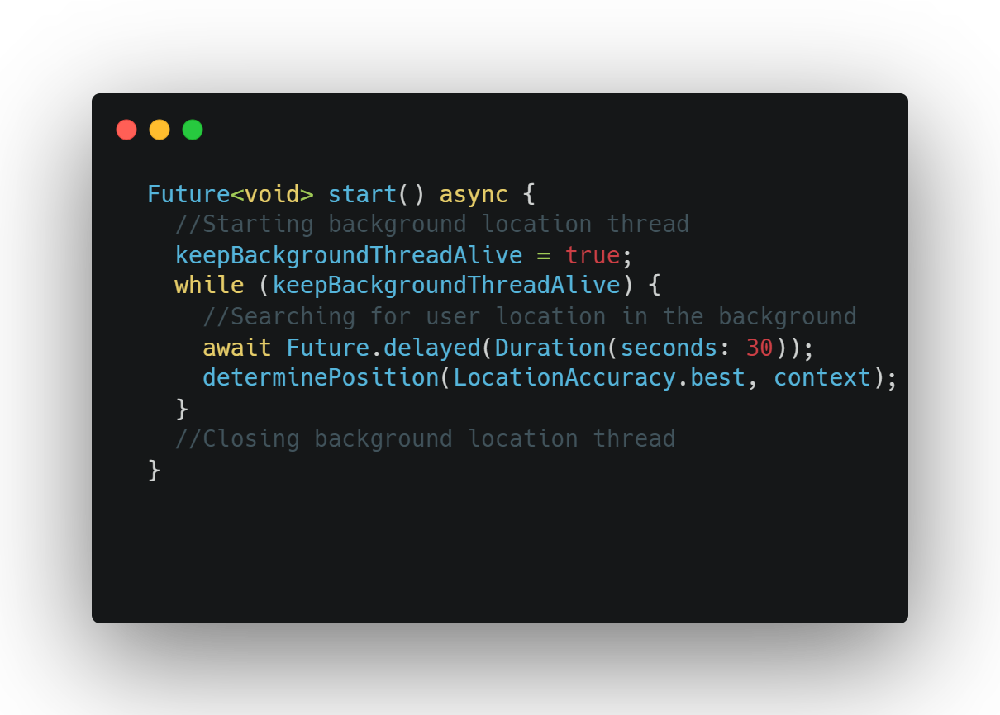 Future<void> start() async {
  //Starting background location thread
  keepBackgroundThreadAlive = true;
  while (keepBackgroundThreadAlive) {
    //Searching for user location in the background
    await Future.delayed(Duration(seconds: 30));
    determinePosition(LocationAccuracy.best, context);
  }
  //Closing background location thread
}